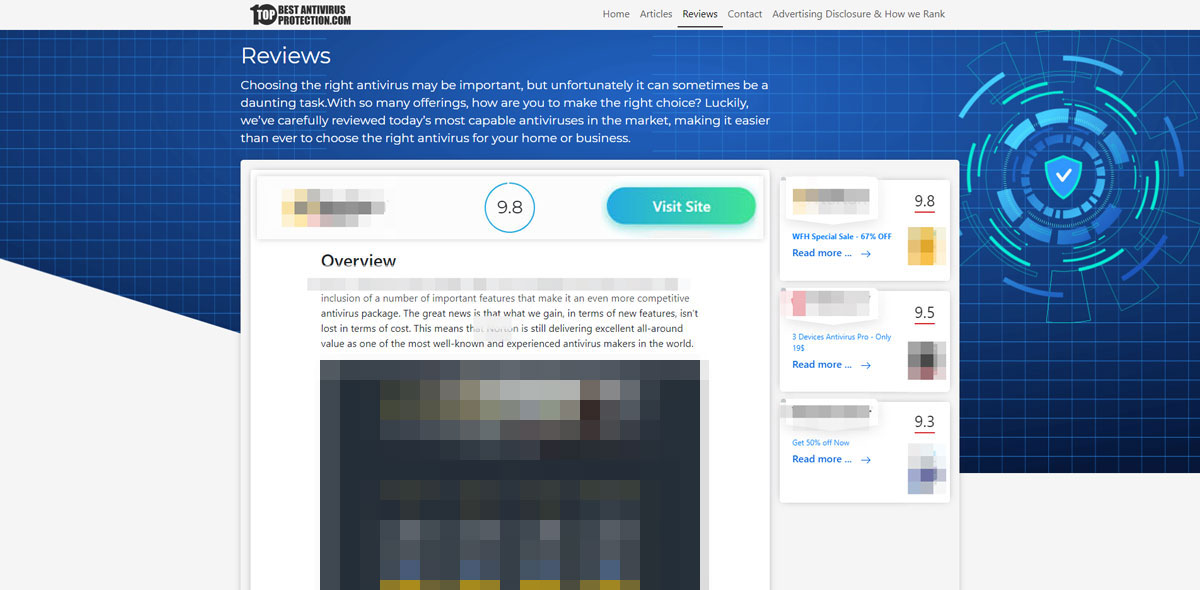 10 TOP BEST ANTIVIRUS
PROTECTION.COM
Home Articles Reviews Contact Advertising Disclosure & How we Rank
Reviews
Choosing the right antivirus may be important, but unfortunately it can sometimes be a
daunting task.With so many offerings, how are you to make the right choice? Luckily,
we've carefully reviewed today's most capable antiviruses in the market, making it easier
than ever to choose the right antivirus for your home or business.
9.8
Visit Site
Overview
inclusion of a number of important features that make it an even more competitive
antivirus package. The great news is that what we gain, in terms of new features, isn't
lost in terms of cost. This means that Norton is still delivering excellent all-around
value as one of the most well-known and experienced antivirus makers in the world.
9.8
WFH Special Sale - 67% OFF
Read more ... →
9.5
3 Devices Antivirus Pro - Only
19$
Read more ... →
9.3
Get 50% off Now
Read more ... →